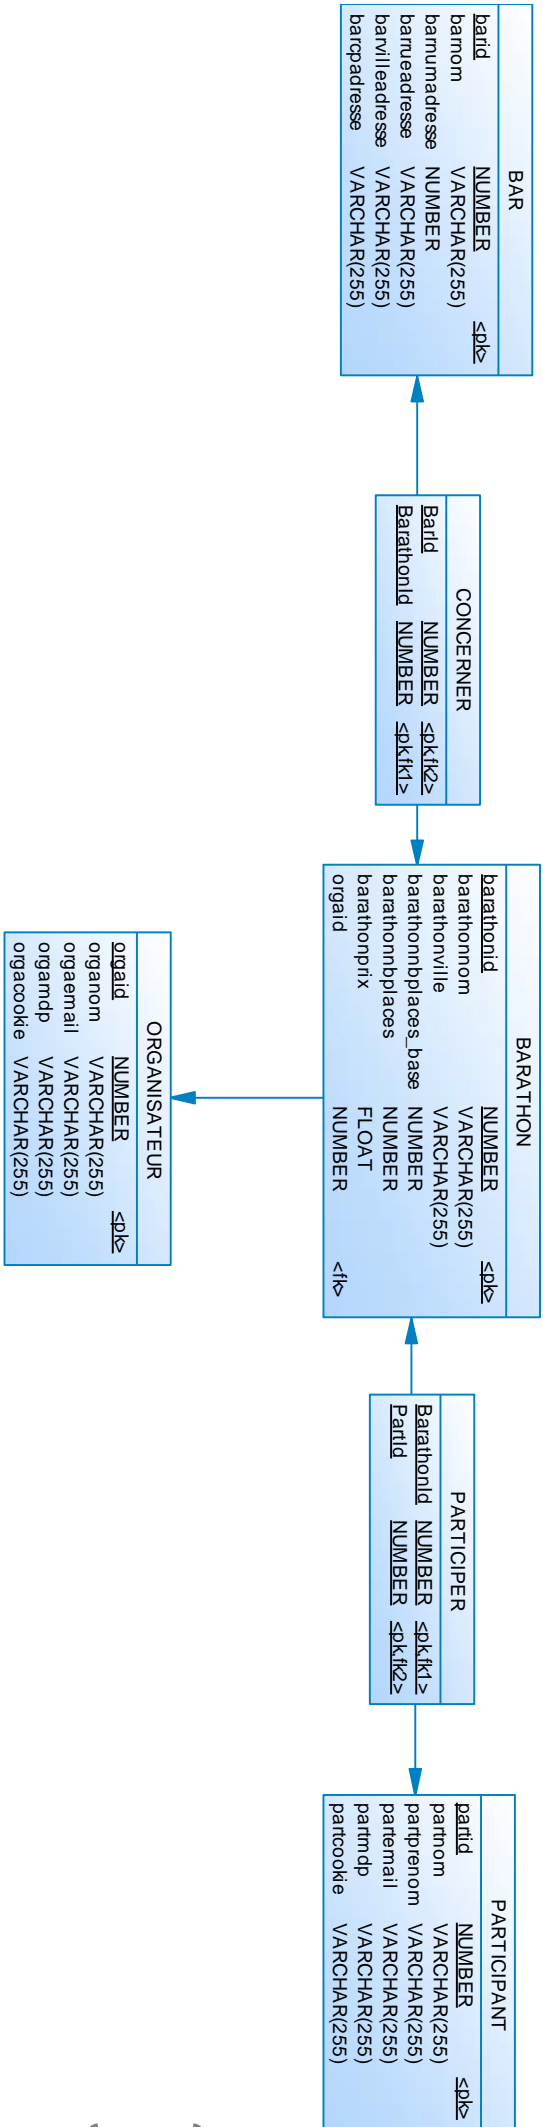 BAR
barid NUMBER <pk>
barnom VARCHAR(255)
barnumadresse NUMBER
barrueadresse VARCHAR(255)
barvilleadresse VARCHAR(255)
barcpadresse VARCHAR(255)
CONCERNER
BarId NUMBER <pk,fk2>
BarathonId NUMBER <pk,fk1>
BARATHON
barathonid NUMBER <pk>
barathonnom VARCHAR(255)
barathonville VARCHAR(255)
barathonnbplaces_base NUMBER
barathonnbplaces NUMBER
barathonprix FLOAT
orgaid NUMBER <fk>
ORGANISATEUR
orgaid NUMBER <pk>
organom VARCHAR(255)
orgaemail VARCHAR(255)
orgamdp VARCHAR(255)
orgacookie VARCHAR(255)
PARTICIPER
BarathonId NUMBER <pk,fk1>
PartId NUMBER <pk,fk2>
PARTICIPANT
partid NUMBER <pk>
partnom VARCHAR(255)
partprenom VARCHAR(255)
partemail VARCHAR(255)
partmdp VARCHAR(255)
partcookie VARCHAR(255)